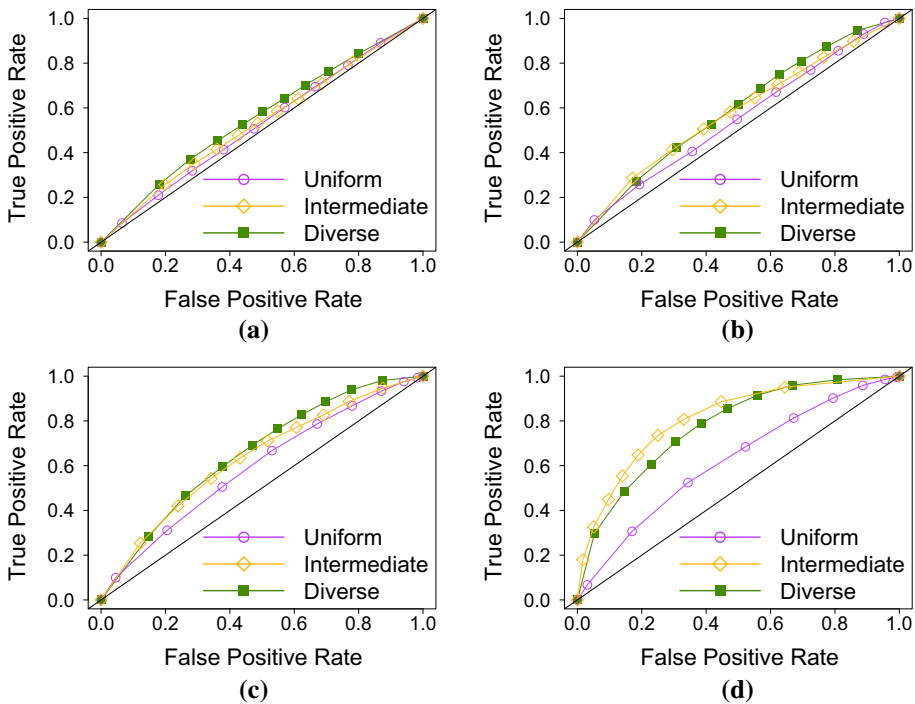 True Positive Rate
1.0
0.8
0.6
0.4
0.2
0.0
Uniform
Intermediate
Diverse
0.0 0.2 0.4 0.6 0.8 1.0
False Positive Rate
(a)
True Positive Rate
1.0
0.8
0.6
0.4
0.2
0.0
Uniform
Intermediate
Diverse
0.0 0.2 0.4 0.6 0.8 1.0
False Positive Rate
(b)
True Positive Rate
1.0
0.8
0.6
0.4
0.2
0.0
Uniform
Intermediate
Diverse
0.0 0.2 0.4 0.6 0.8 1.0
False Positive Rate
(c)
True Positive Rate
1.0
0.8
0.6
0.4
0.2
0.0
Uniform
Intermediate
Diverse
0.0 0.2 0.4 0.6 0.8 1.0
False Positive Rate
(d)